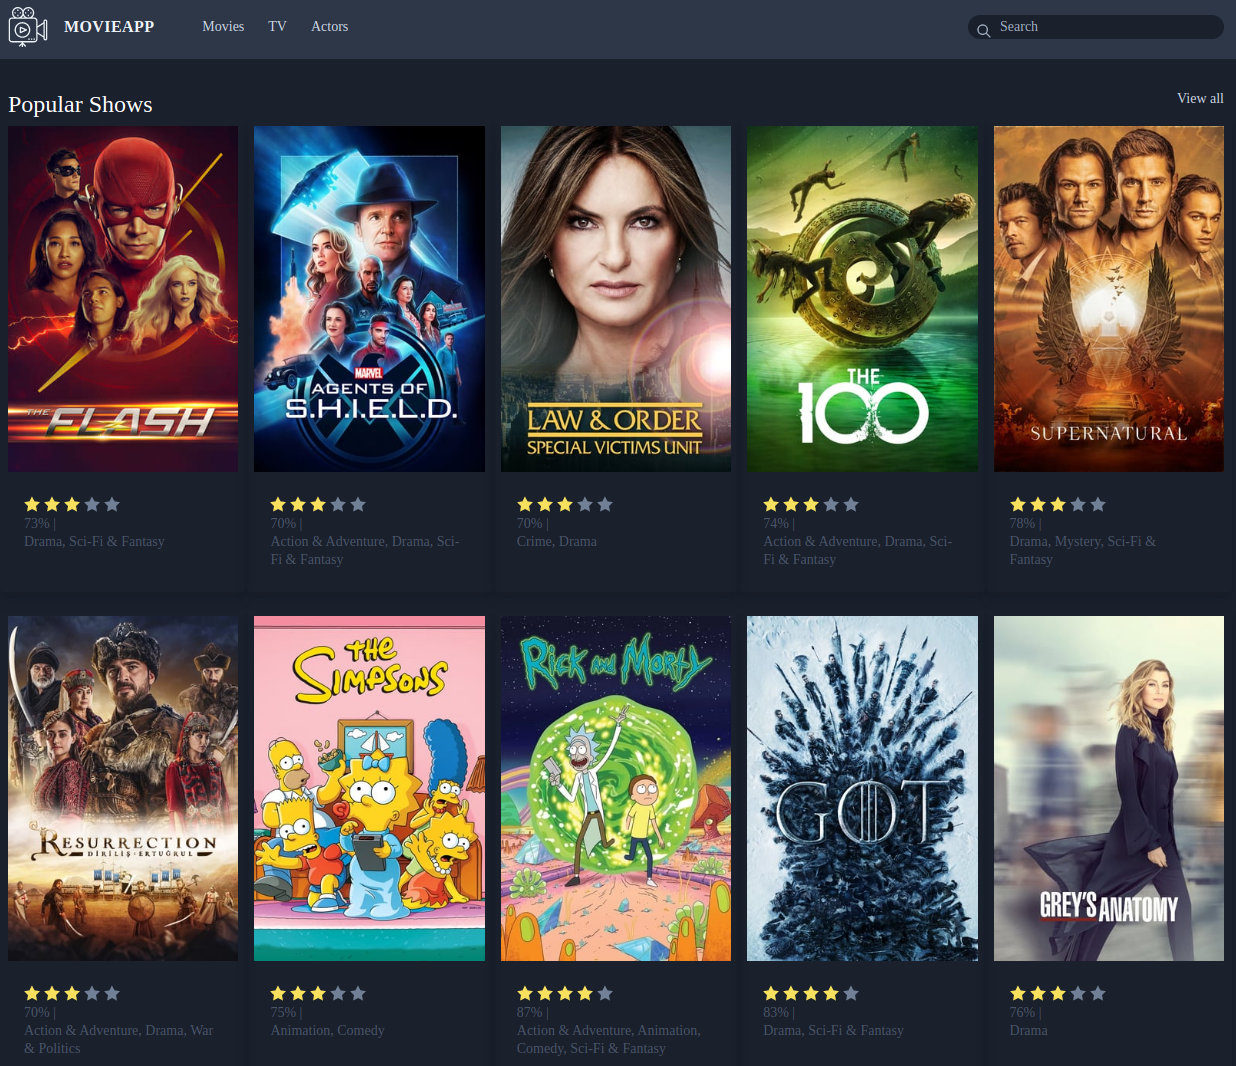 MOVIEAPP Movies TV Actors Search
Popular Shows View all
THE FLASH
MARVEL
AGENTS OF
S.H.I.E.L.D.
LAW & ORDER
SPECIAL VICTIMS UNIT
THE
100
SUPERNATURAL
73% |
Drama, Sci-Fi & Fantasy
70% |
Action & Adventure, Drama, Sci-
Fi & Fantasy
70% |
Crime, Drama
74% |
Action & Adventure, Drama, Sci-
Fi & Fantasy
78% |
Drama, Mystery, Sci-Fi &
Fantasy
RESURRECTION
DİRİLİŞ: ERTUĞRUL
THE
SIMPSONS
RICK AND MORTY
GOT
GREY'S ANATOMY
70% |
Action & Adventure, Drama, War
& Politics
75% |
Animation, Comedy
87% |
Action & Adventure, Animation,
Comedy, Sci-Fi & Fantasy
83% |
Drama, Sci-Fi & Fantasy
76% |
Drama